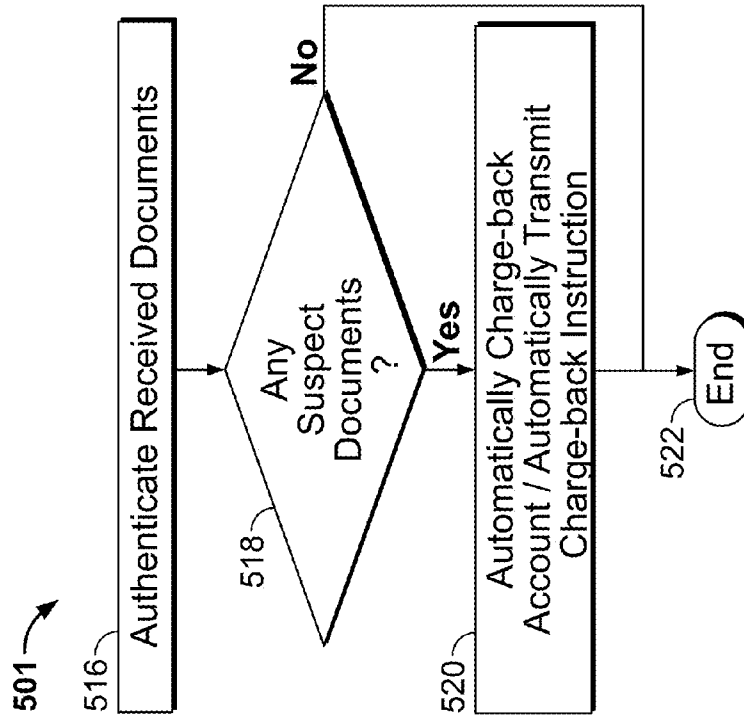 501
516
Authenticate Received Documents
518
Any
Suspect
Documents
?
No
Yes
520
Automatically Charge-back
Account / Automatically Transmit
Charge-back Instruction
522
End